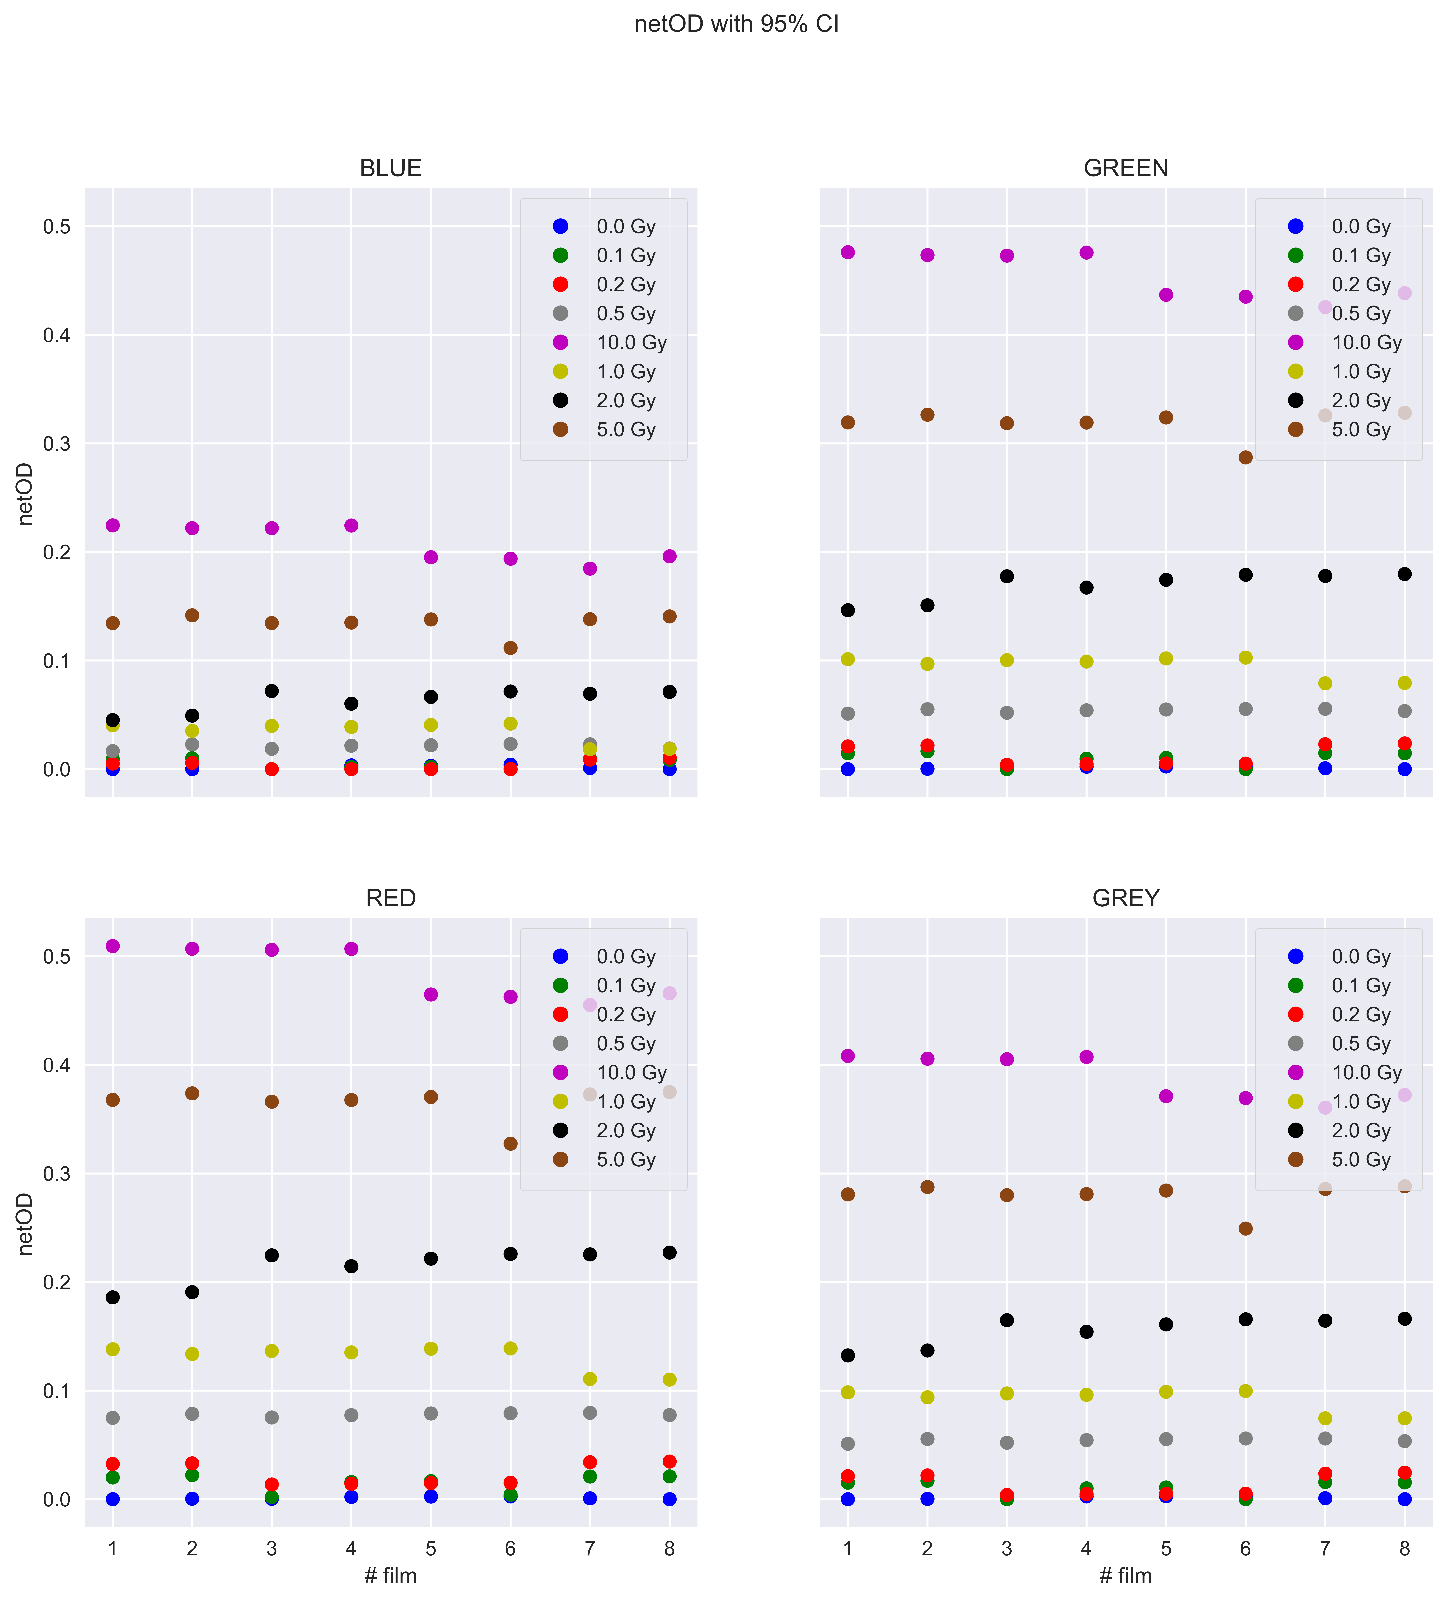 netOD with 95% CI
BLUE
netOD
0.5
0.4
0.3
0.2
0.1
0.0
0.0 Gy
0.1 Gy
0.2 Gy
0.5 Gy
10.0 Gy
1.0 Gy
2.0 Gy
5.0 Gy
GREEN
0.0 Gy
0.1 Gy
0.2 Gy
0.5 Gy
10.0 Gy
1.0 Gy
2.0 Gy
5.0 Gy
RED
netOD
0.5
0.4
0.3
0.2
0.1
0.0
0.0 Gy
0.1 Gy
0.2 Gy
0.5 Gy
10.0 Gy
1.0 Gy
2.0 Gy
5.0 Gy
1 2 3 4 5 6 7 8
# film
GREY
0.0 Gy
0.1 Gy
0.2 Gy
0.5 Gy
10.0 Gy
1.0 Gy
2.0 Gy
5.0 Gy
1 2 3 4 5 6 7 8
# film